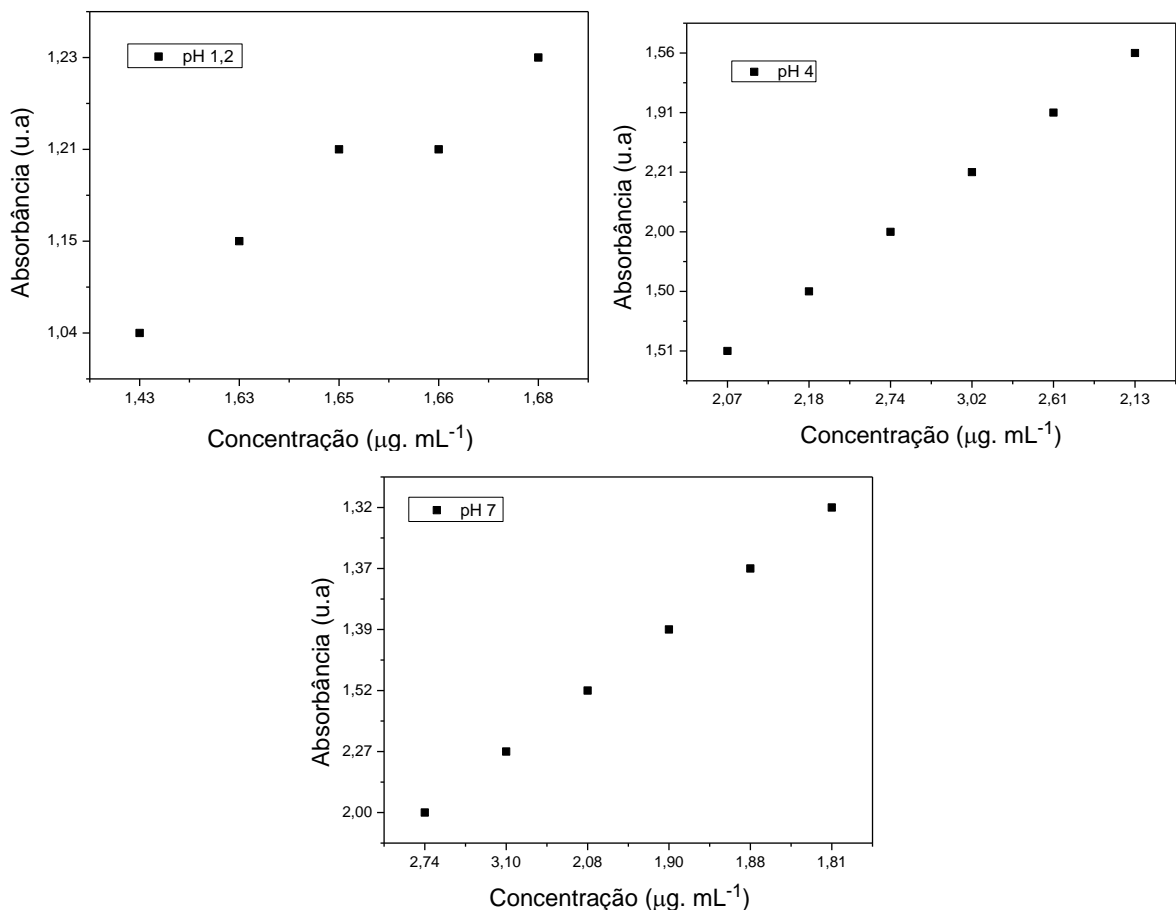 pH 1,2
Absorbância (u.a)
1,23
1,21
1,15
1,04
1,43 1,63 1,65 1,66 1,68
Concentração (μg. mL⁻¹)
pH 4
Absorbância (u.a)
1,56
1,91
2,21
2,00
1,50
1,51
2,07 2,18 2,74 3,02 2,61 2,13
Concentração (μg. mL⁻¹)
pH 7
Absorbância (u.a)
1,32
1,37
1,39
1,52
2,27
2,00
2,74 3,10 2,08 1,90 1,88 1,81
Concentração (μg. mL⁻¹)